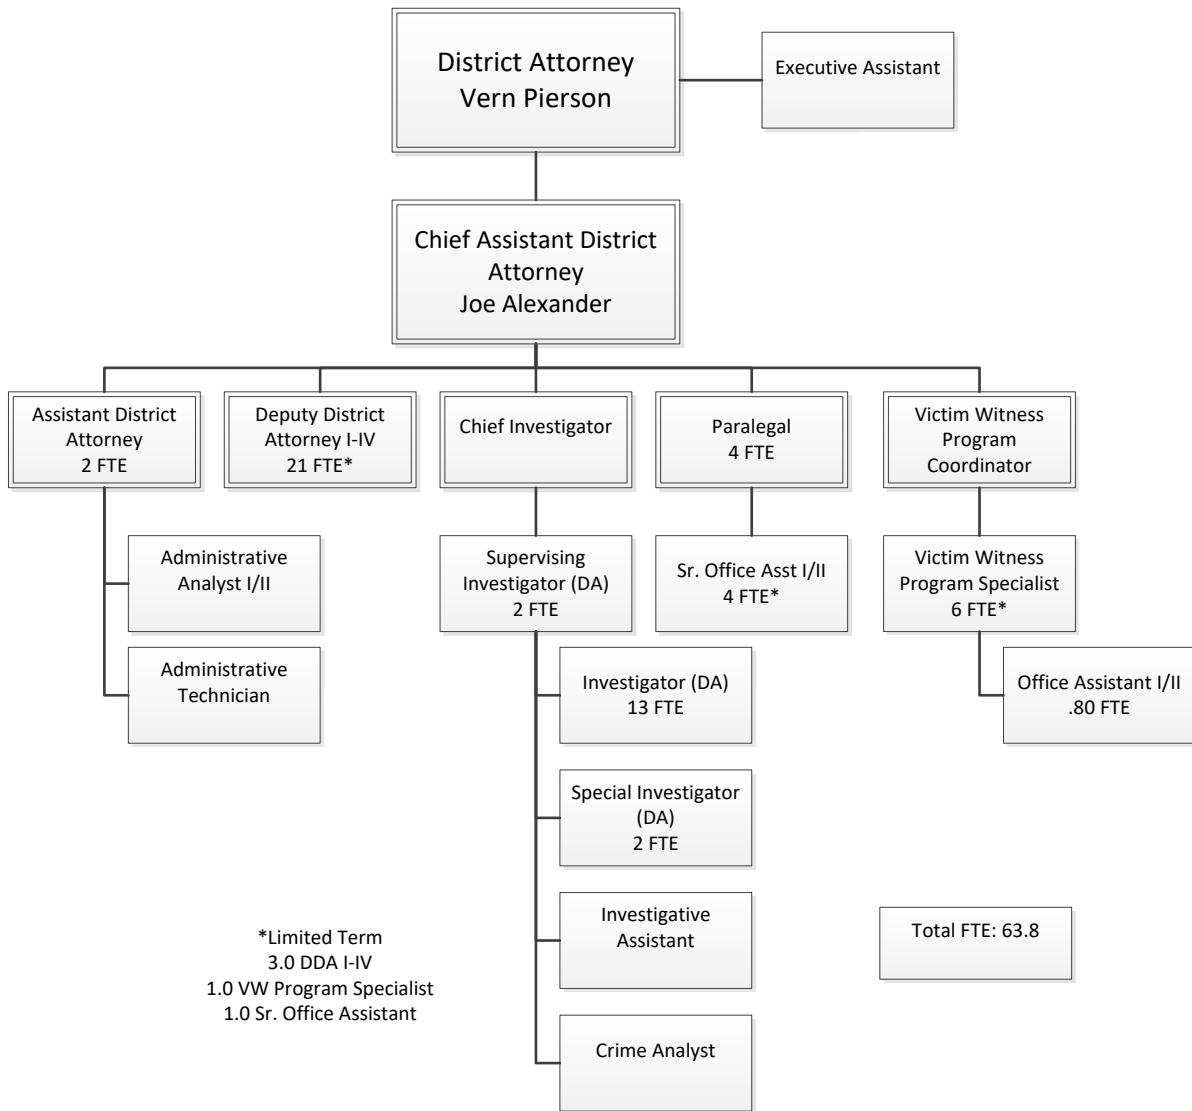 District Attorney
Vern Pierson
Executive Assistant
Chief Assistant District
Attorney
Joe Alexander
Assistant District
Attorney
2 FTE
Deputy District
Attorney I-IV
21 FTE*
Chief Investigator
Paralegal
4 FTE
Victim Witness
Program
Coordinator
Administrative
Analyst I/II
Supervising
Investigator (DA)
2 FTE
Sr. Office Asst I/II
4 FTE*
Victim Witness
Program Specialist
6 FTE*
Administrative
Technician
Investigator (DA)
13 FTE
Office Assistant I/II
.80 FTE
Special Investigator
(DA)
2 FTE
Investigative
Assistant
Total FTE: 63.8
*Limited Term
3.0 DDA I-IV
1.0 VW Program Specialist
1.0 Sr. Office Assistant
Crime Analyst